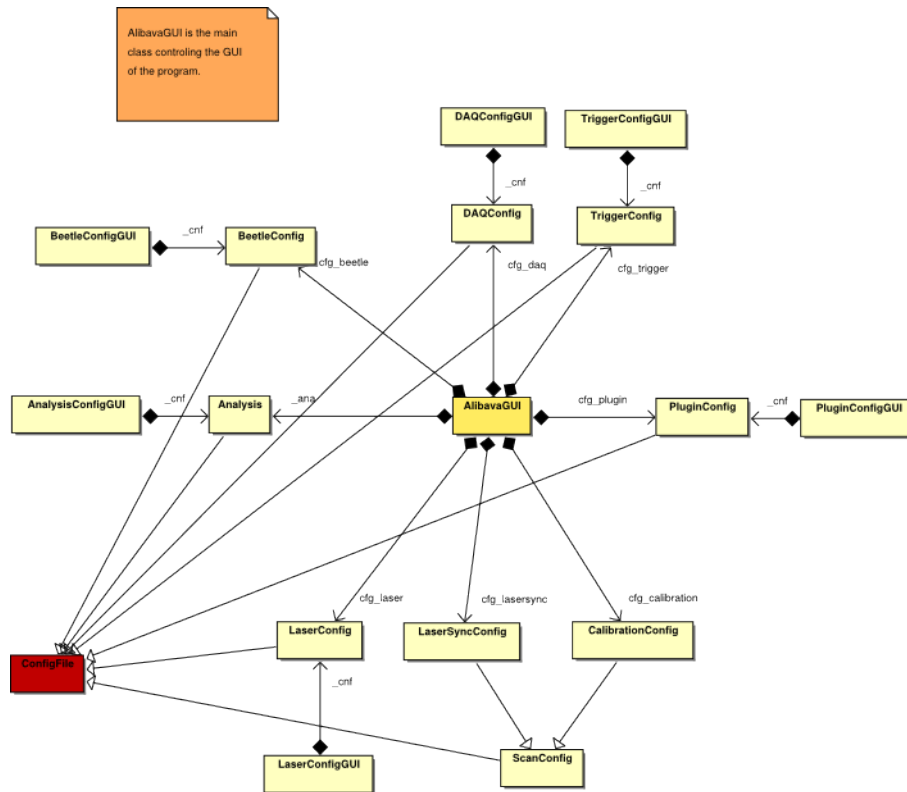 AlibavaGUI is the main
class controling the GUI
of the program.
DAQConfigGUI
TriggerConfigGUI
_cnf
_cnf
DAQConfig
TriggerConfig
BeetleConfigGUI
_cnf
BeetleConfig
cfg_beetle
cfg_daq
cfg_trigger
AnalysisConfigGUI
_cnf
Analysis
_ana
AlibavaGUI
cfg_plugin
PluginConfig
_cnf
PluginConfigGUI
cfg_laser
cfg_lasersync
cfg_calibration
LaserConfig
LaserSyncConfig
CalibrationConfig
ConfigFile
_cnf
LaserConfigGUI
ScanConfig